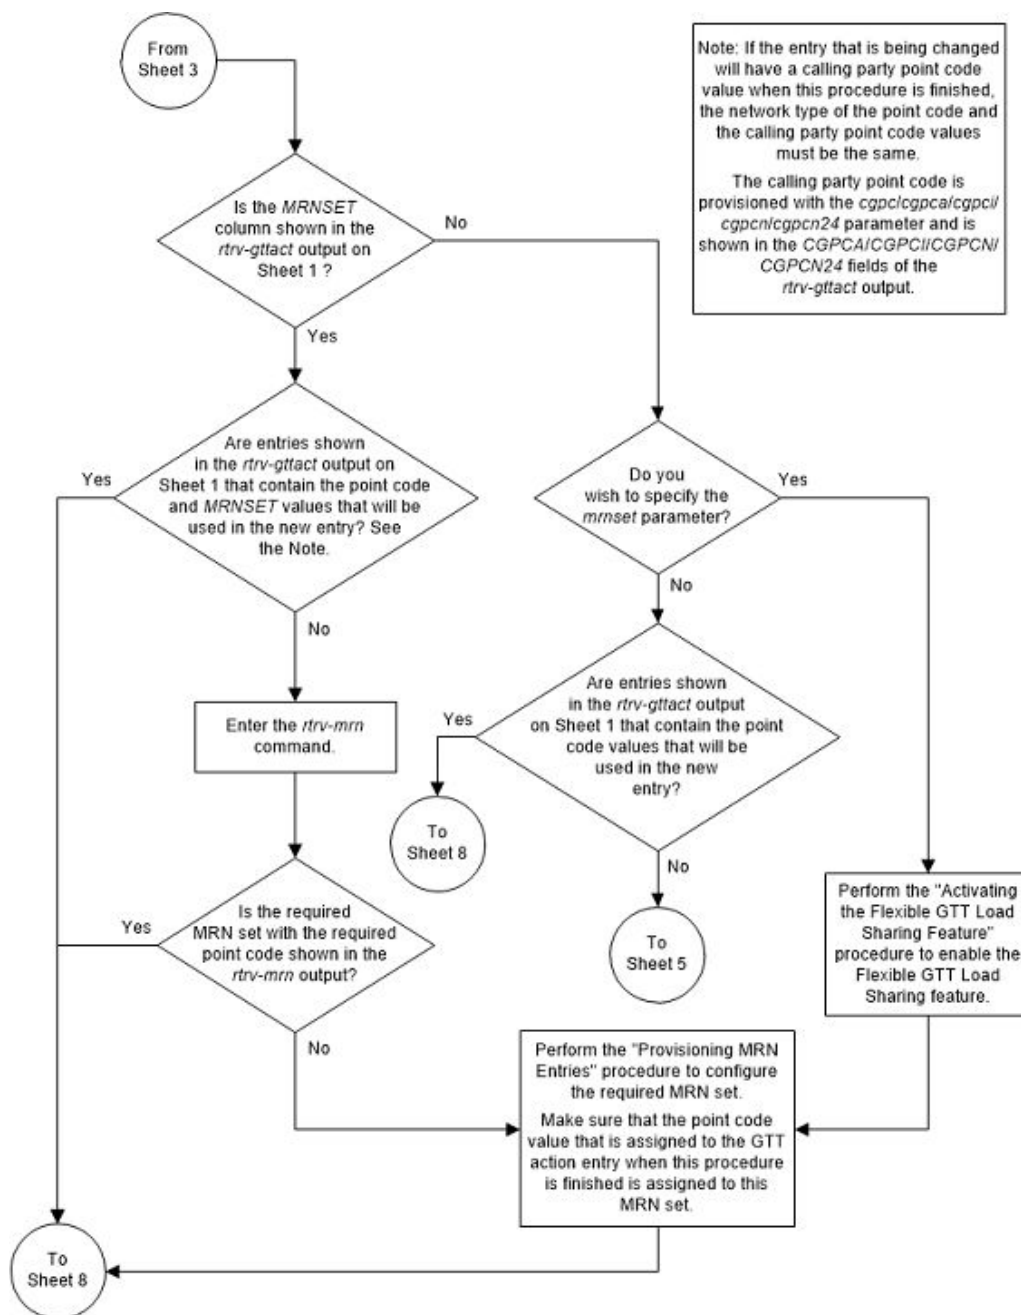 From
Sheet 3
Note: If the entry that is being changed
will have a calling party point code
value when this procedure is finished,
the network type of the point code and
the calling party point code values
must be the same.
The calling party point code is
provisioned with the cgpc/cgpca/cgpci/
cgpcn/cgpcn24 parameter and is
shown in the CGPCA/CGPCI/CGPCN/
CGPCN24 fields of the
rtrv-gttact output.
Is the MRNSET
column shown in the
rtrv-gttact output on
Sheet 1 ?
No
Yes
Are entries shown
in the rtrv-gttact output on
Sheet 1 that contain the point code
and MRNSET values that will be
used in the new entry? See
the Note.
Yes
No
Do you
wish to specify the
mrnset parameter?
Yes
No
Enter the rtrv-mrn
command.
Are entries shown
in the rtrv-gttact output
on Sheet 1 that contain the point
code values that will be
used in the new
entry?
Yes
To
Sheet 8
No
To
Sheet 5
Is the required
MRN set with the required
point code shown in the
rtrv-mrn output?
Yes
No
Perform the "Activating
the Flexible GTT Load
Sharing Feature"
procedure to enable the
Flexible GTT Load
Sharing feature.
Perform the "Provisioning MRN
Entries" procedure to configure
the required MRN set.
Make sure that the point code
value that is assigned to the GTT
action entry when this procedure
is finished is assigned to this
MRN set.
To
Sheet 8